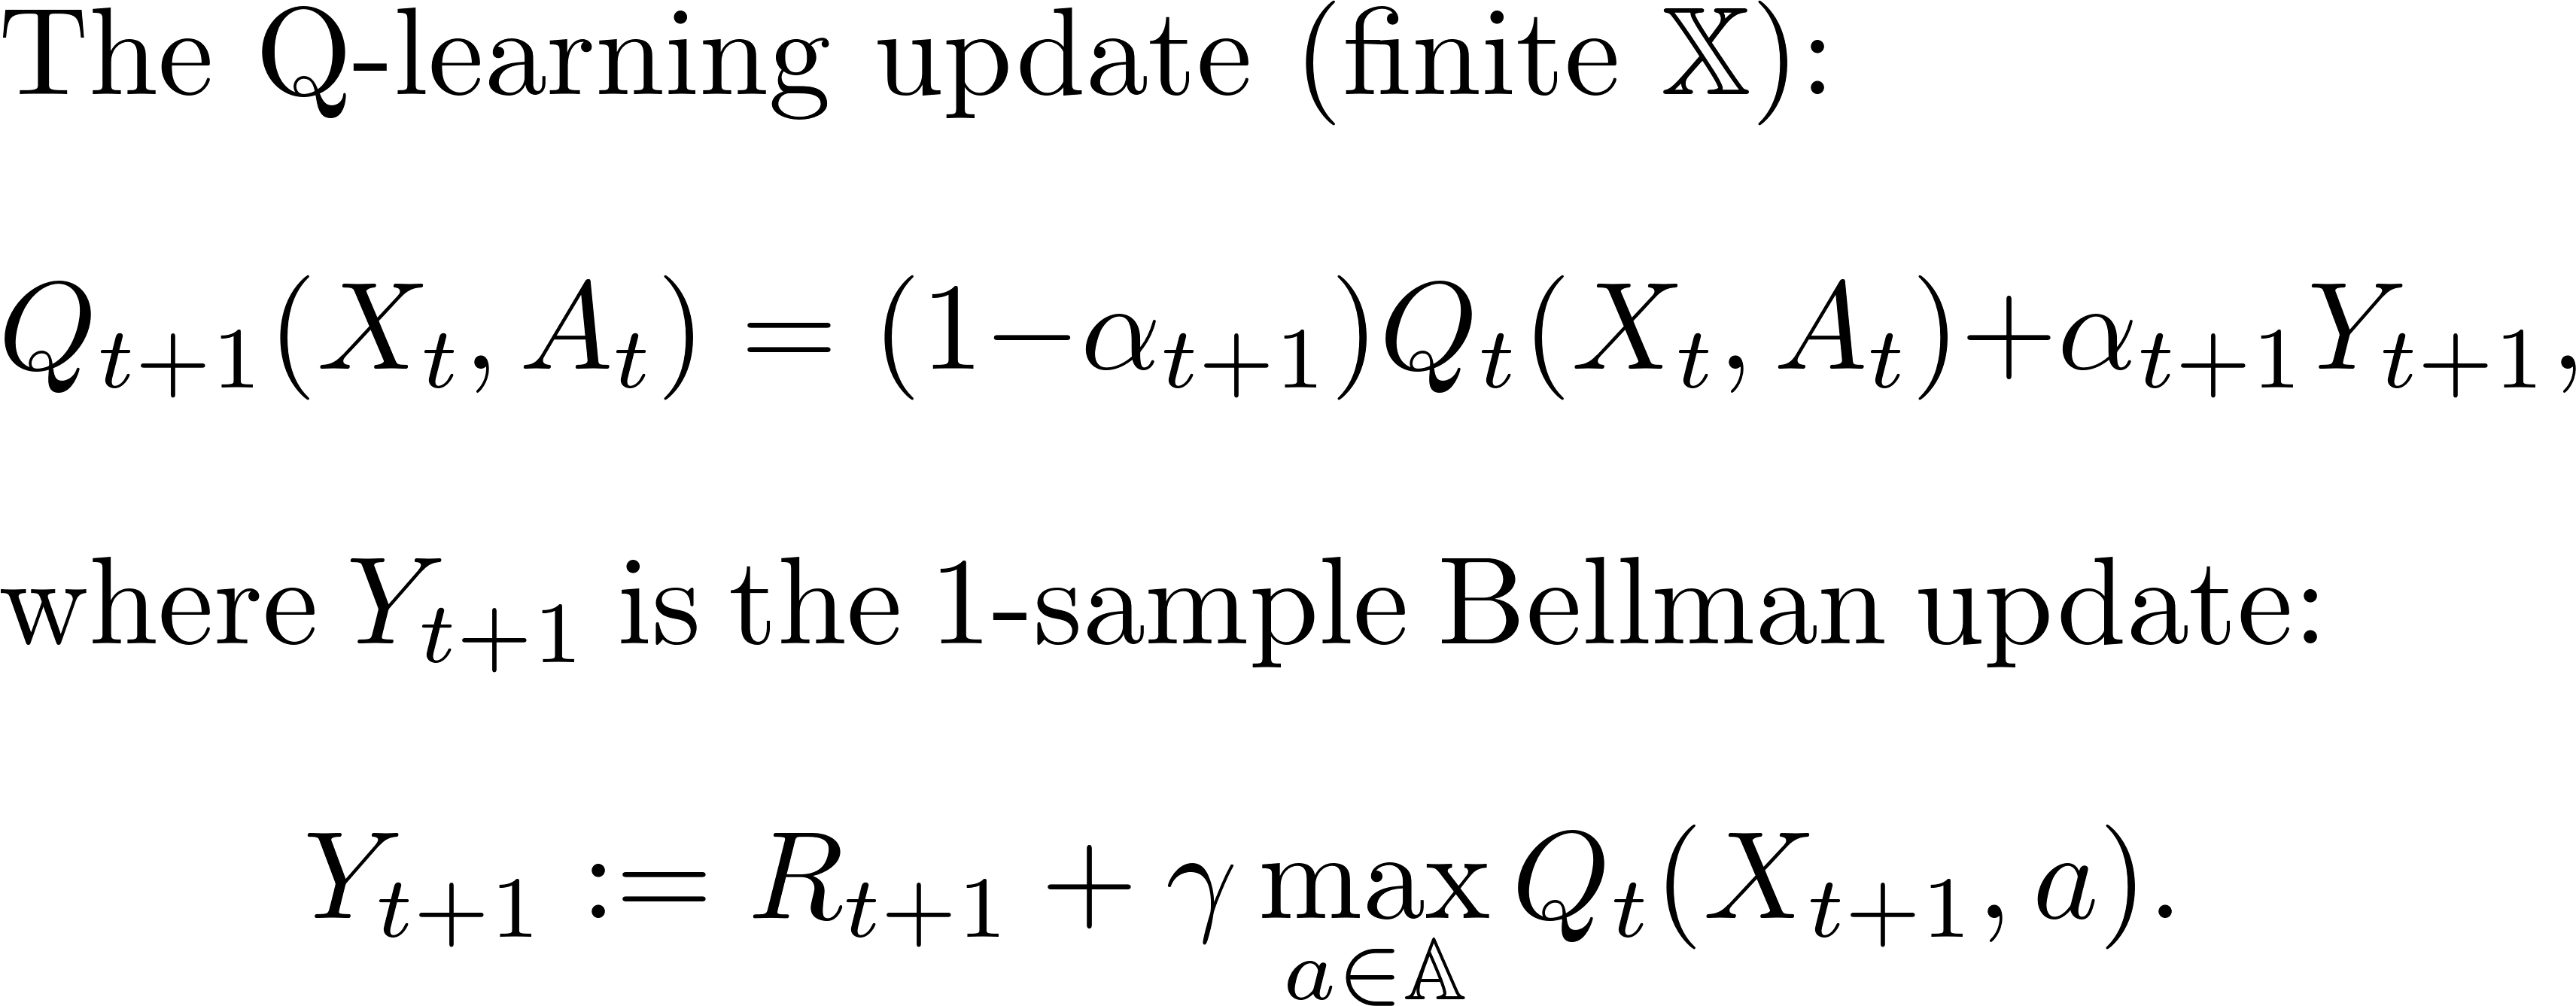 The Q-learning update (finite 𝕏):
Q_{t+1}(X_t, A_t) = (1−α_{t+1})Q_t(X_t, A_t)+α_{t+1}Y_{t+1},
where Y_{t+1} is the 1-sample Bellman update:
Y_{t+1} := R_{t+1} + γ max_{a∈𝔸} Q_t(X_{t+1}, a).